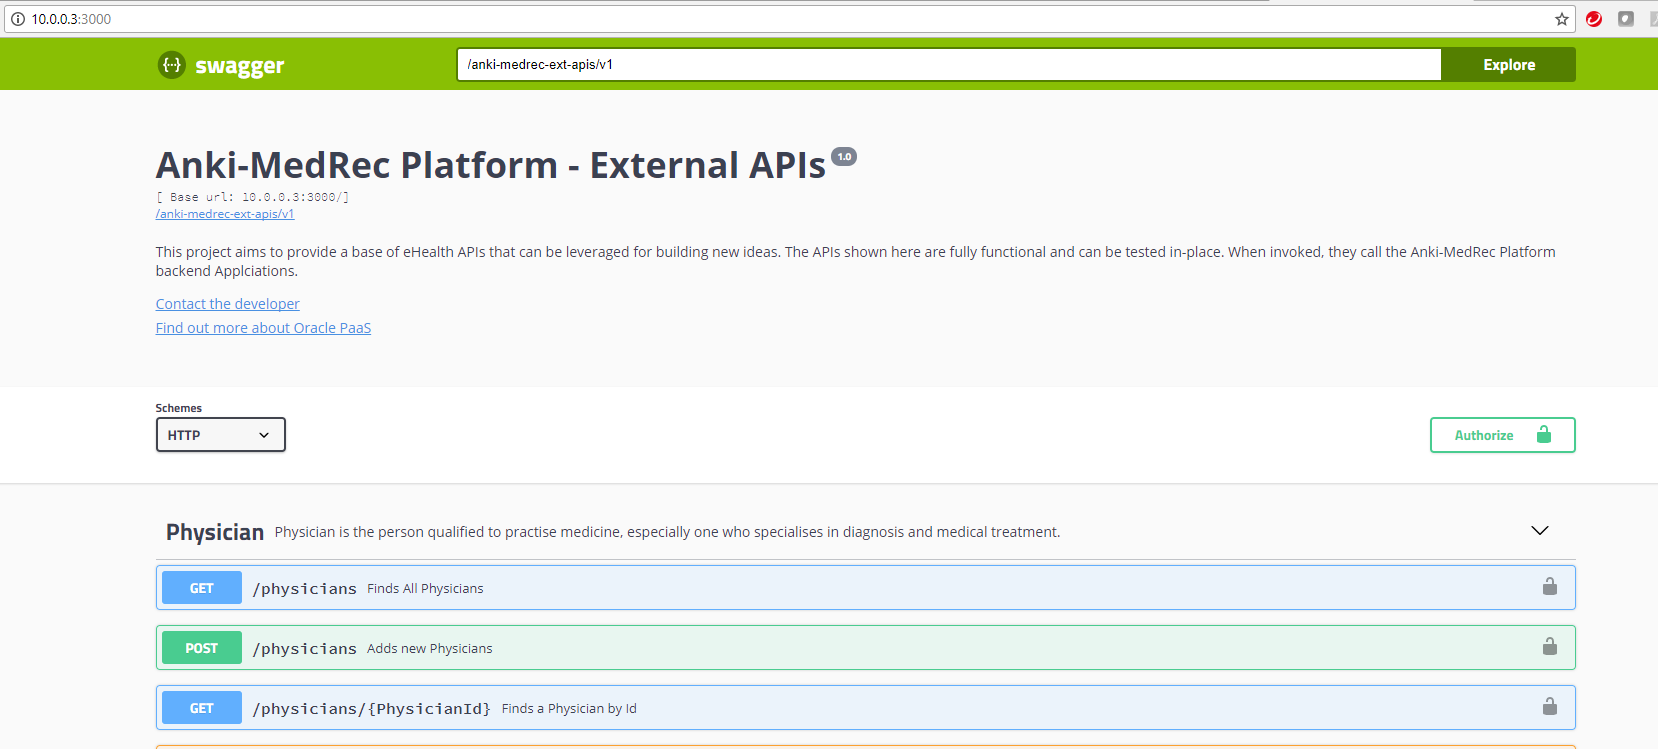 10.0.0.3:3000
{··} swagger
/anki-medrec-ext-apis/v1
Explore
Anki-MedRec Platform - External APIs 1.0
[ Base url: 10.0.0.3:3000/]
/anki-medrec-ext-apis/v1
This project aims to provide a base of eHealth APIs that can be leveraged for building new ideas. The APIs shown here are fully functional and can be tested in-place. When invoked, they call the Anki-MedRec Platform
backend Applciations.
Contact the developer
Find out more about Oracle PaaS
Schemes
HTTP
Authorize
Physician Physician is the person qualified to practise medicine, especially one who specialises in diagnosis and medical treatment.
GET /physicians Finds All Physicians
POST /physicians Adds new Physicians
GET /physicians/{PhysicianId} Finds a Physician by Id